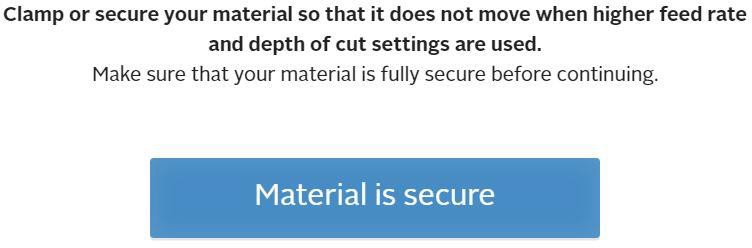 Clamp or secure your material so that it does not move when higher feed rate
and depth of cut settings are used.
Make sure that your material is fully secure before continuing.
Material is secure